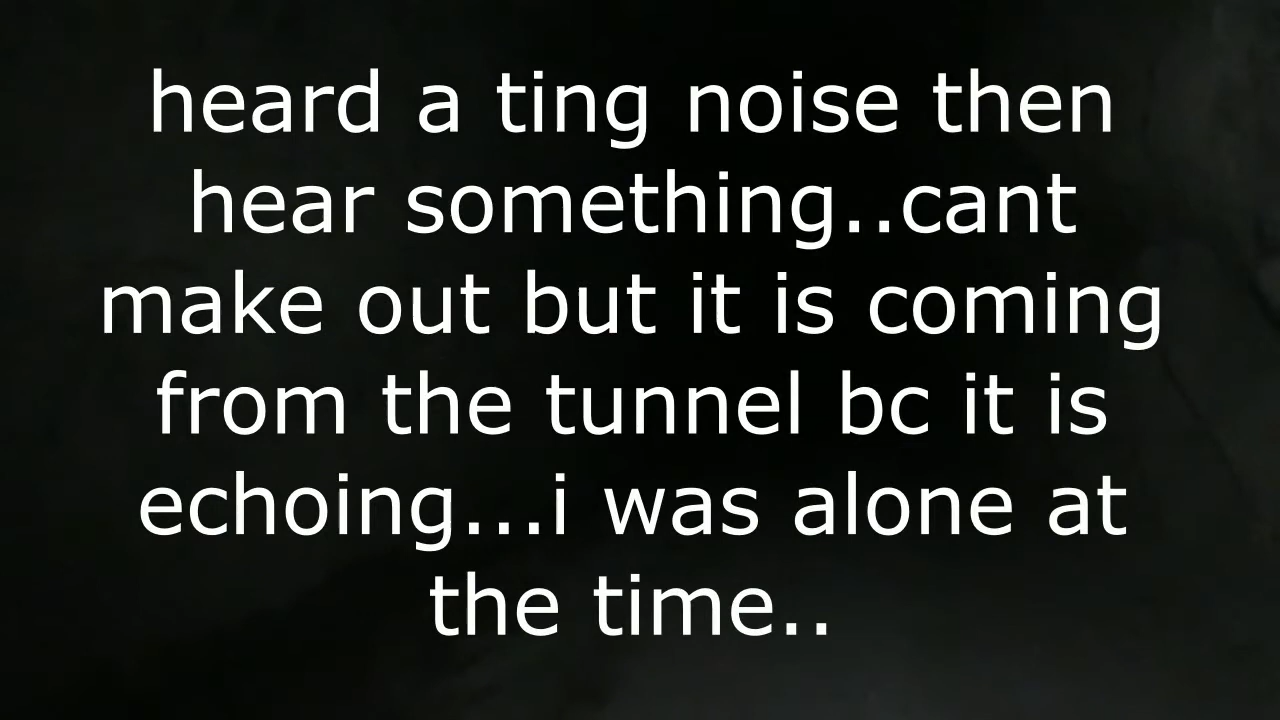 heard a ting noise then
hear something..cant
make out but it is coming
from the tunnel bc it is
echoing...i was alone at
the time..